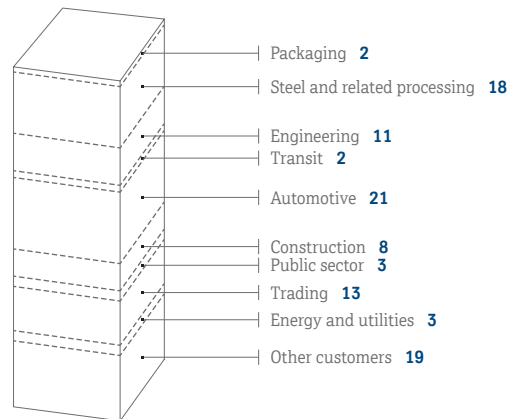 Packaging 2
Steel and related processing 18
Engineering 11
Transit 2
Automotive 21
Construction 8
Public sector 3
Trading 13
Energy and utilities 3
Other customers 19